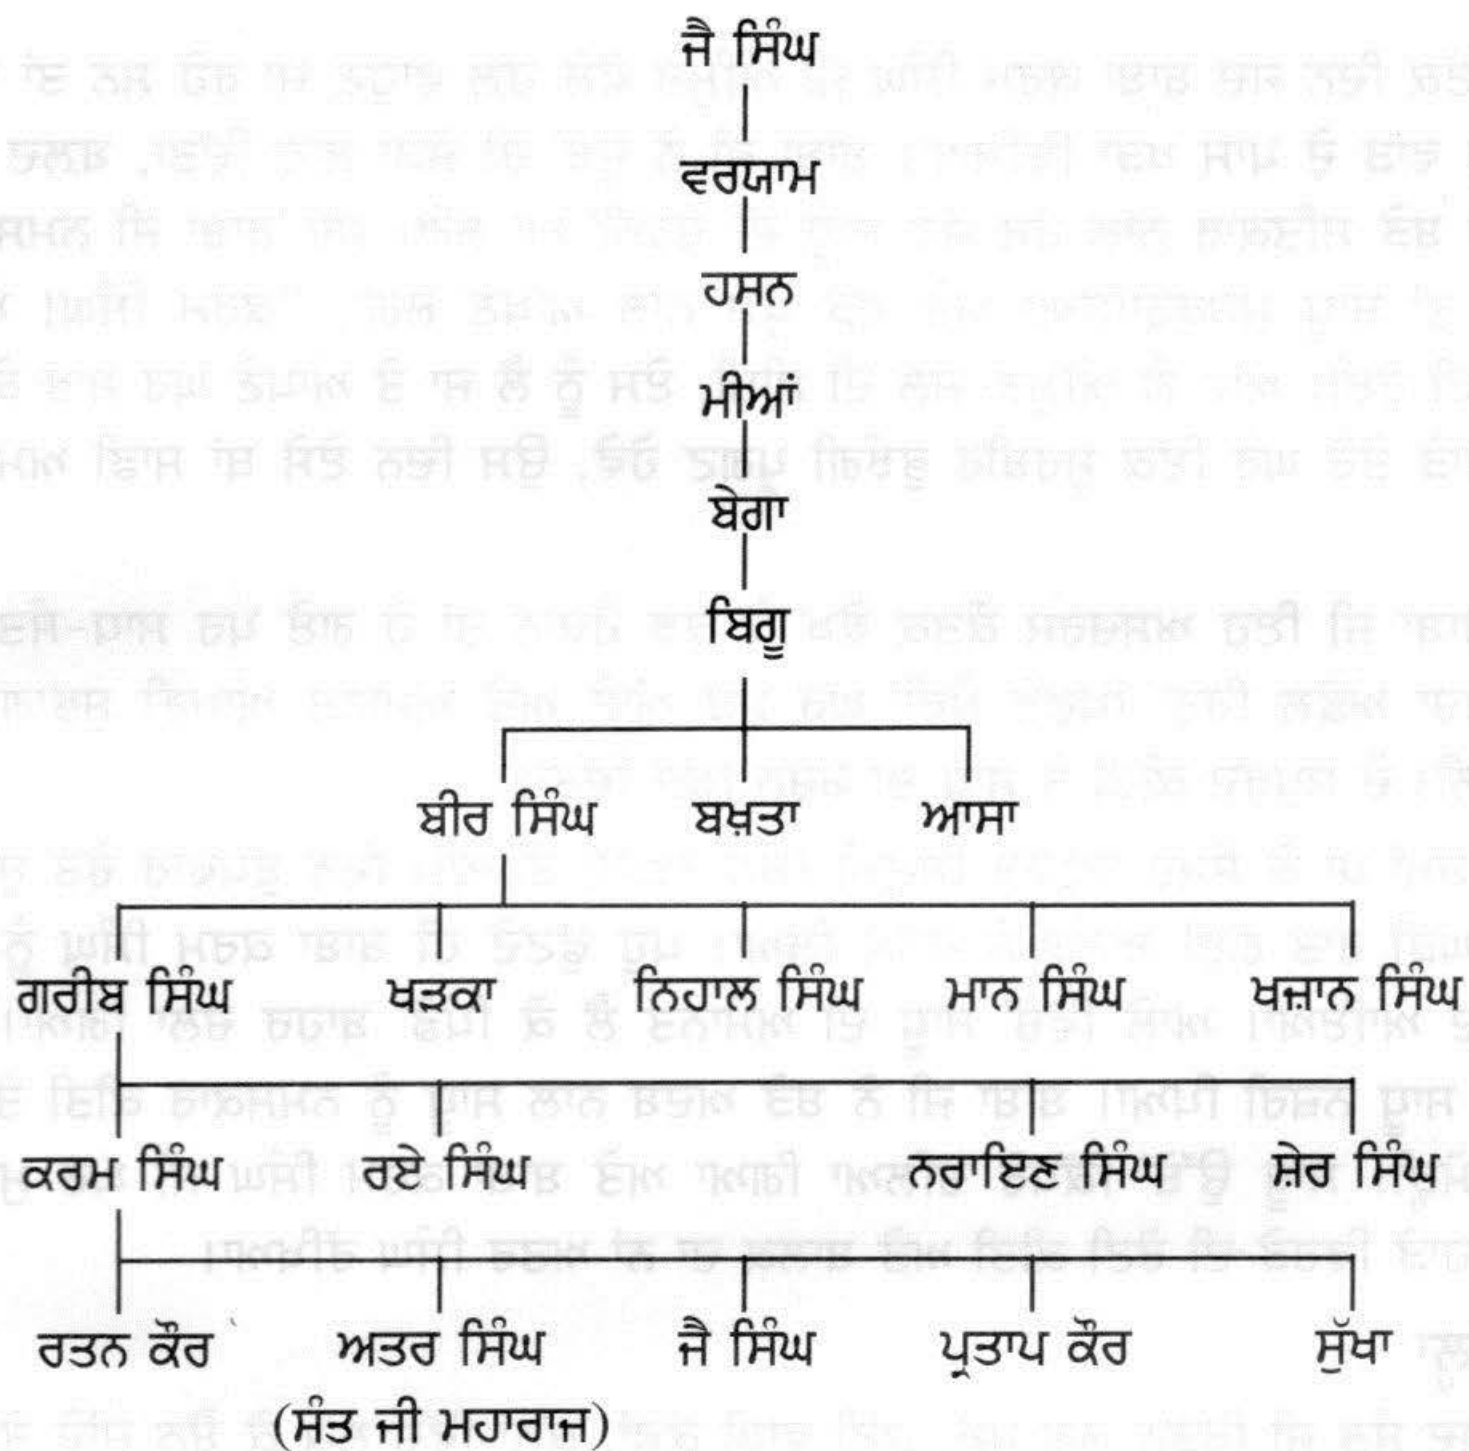 ਜੈ ਸਿੰਘ
ਵਰਯਾਮ
ਹਸਨ
ਮੀਆਂ
ਬੇਗਾ
ਬਿਗੂ
ਬੀਰ ਸਿੰਘ ਬਖ਼ਤਾ ਆਸਾ
ਗਰੀਬ ਸਿੰਘ ਖੜਕਾ ਨਿਹਾਲ ਸਿੰਘ ਮਾਨ ਸਿੰਘ ਖਜ਼ਾਨ ਸਿੰਘ
ਕਰਮ ਸਿੰਘ ਰਏ ਸਿੰਘ ਨਰਾਇਣ ਸਿੰਘ ਸ਼ੇਰ ਸਿੰਘ
ਰਤਨ ਕੌਰ ਅਤਰ ਸਿੰਘ ਜੈ ਸਿੰਘ ਪ੍ਰਤਾਪ ਕੌਰ ਸੁੱਖਾ
(ਸੰਤ ਜੀ ਮਹਾਰਾਜ)